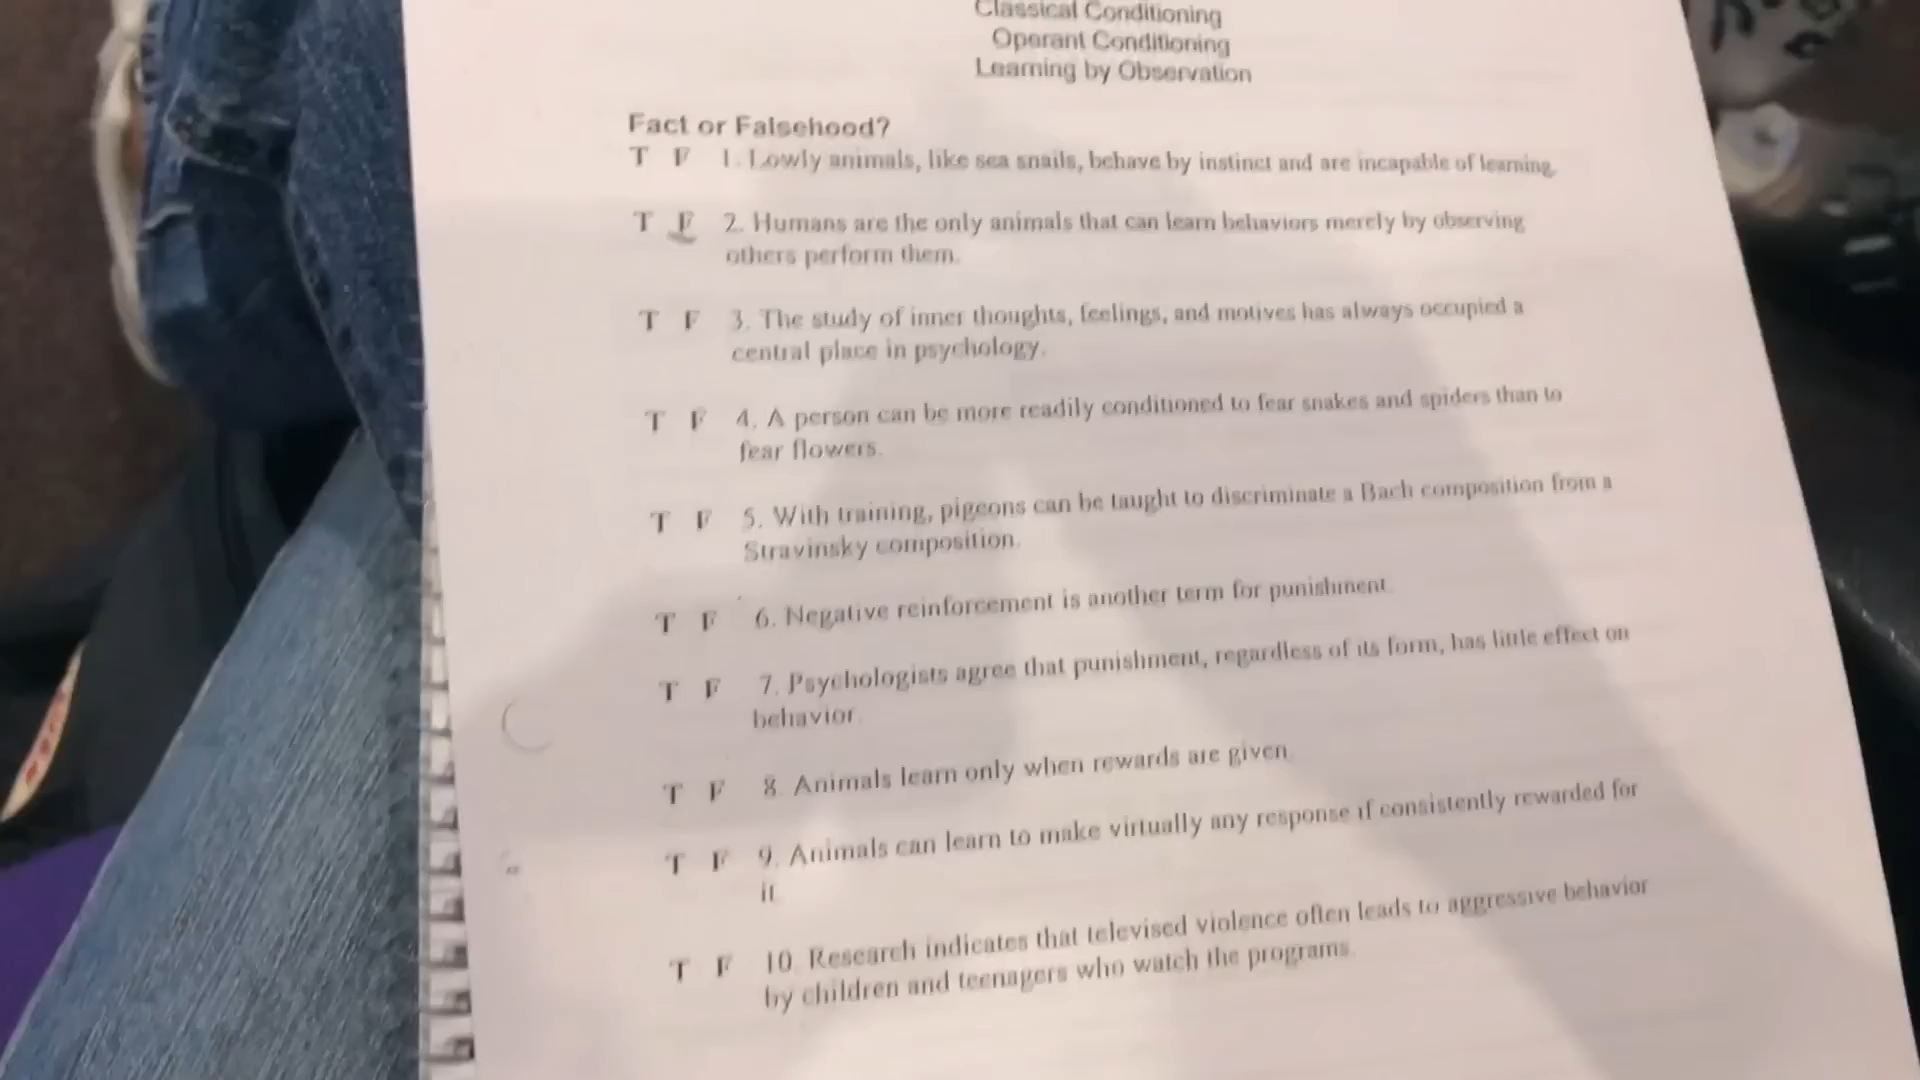 Classical Conditioning
Operant Conditioning
Learning by Observation
Fact or Falsehood?
T F 1. Lowly animals, like sea snails, behave by instinct and are incapable of learning.
T F 2. Humans are the only animals that can learn behaviors merely by observing
others perform them.
T F 3. The study of inner thoughts, feelings, and motives has always occupied a
central place in psychology.
T F 4. A person can be more readily conditioned to fear snakes and spiders than to
fear flowers.
T F 5. With training, pigeons can be taught to discriminate a Bach composition from a
Stravinsky composition.
T F 6. Negative reinforcement is another term for punishment.
T F 7. Psychologists agree that punishment, regardless of its form, has little effect on
behavior.
T F 8. Animals learn only when rewards are given.
T F 9. Animals can learn to make virtually any response if consistently rewarded for
it.
T F 10. Research indicates that televised violence often leads to aggressive behavior
by children and teenagers who watch the programs.